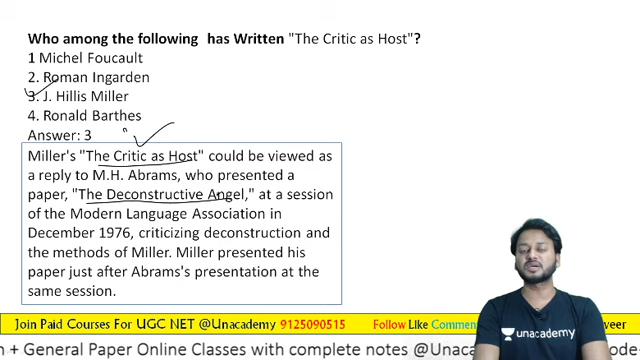 Who among the following  has Written "The Critic as Host"?
1 Michel Foucault
2. Roman Ingarden
3. J. Hillis Miller
4. Ronald Barthes
Answer: 3
Miller's "The Critic as Host" could be viewed as
a reply to M.H. Abrams, who presented a
paper, "The Deconstructive Angel," at a session
of the Modern Language Association in
December 1976, criticizing deconstruction and
the methods of Miller. Miller presented his
paper just after Abrams's presentation at the
same session.
unacademy
Join Paid Courses For UGC NET @Unacademy 9125090515 Follow Like Commen
n + General Paper Online Classes with complete notes @Unacademy